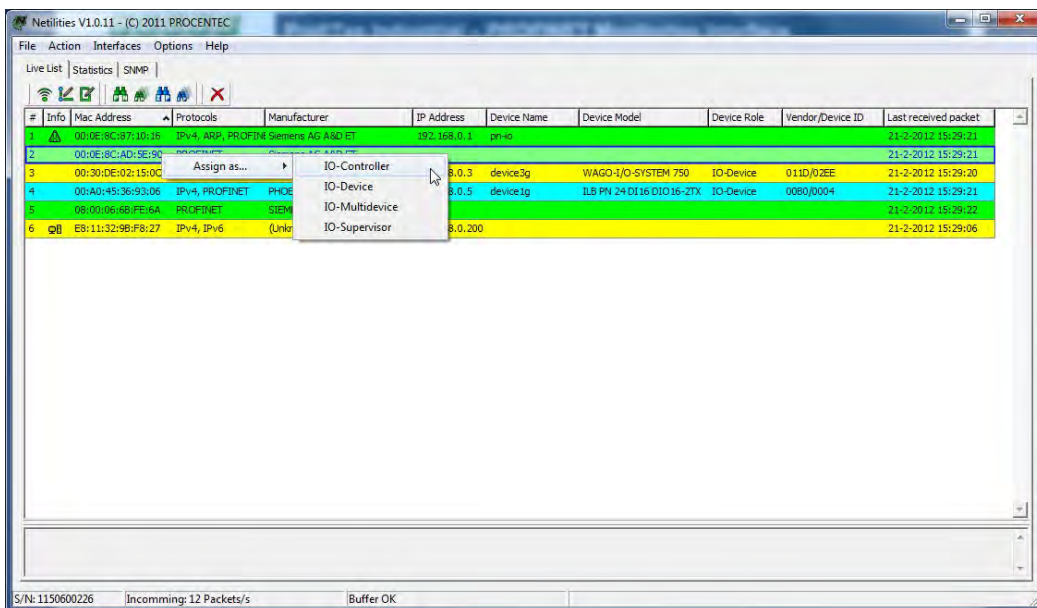 Netilities V1.0.11 - (C) 2011 PROCENTEC
File Action Interfaces Options Help
Live List Statistics SNMP
# Info Mac Address Protocols Manufacturer IP Address Device Name Device Model Device Role Vendor/Device ID Last received packet
1 00:0E:8C:87:10:16 IPv4, ARP, PROFINE Siemens AG A&D ET 192.168.0.1 pn-io 21-2-2012 15:29:21
2 00:0E:8C:AD:5E:90 PROFINET Siemens AG A&D ET 21-2-2012 15:29:21
3 00:30:DE:02:15:0C 8.0.3 device3g WAGO-I/O-SYSTEM 750 IO-Device 011D/02EE 21-2-2012 15:29:20
4 00:A0:45:36:93:06 IPv4, PROFINET PHOE 8.0.5 device1g ILB PN 24 DI16 DIO16-2TX IO-Device 00B0/0004 21-2-2012 15:29:21
5 08:00:06:6B:FE:6A PROFINET SIEM 21-2-2012 15:29:22
6 E8:11:32:9B:F8:27 IPv4, IPv6 (Unkr 8.0.200 21-2-2012 15:29:06
Assign as...
IO-Controller
IO-Device
IO-Multidevice
IO-Supervisor
S/N: 1150600226 Incomming: 12 Packets/s Buffer OK